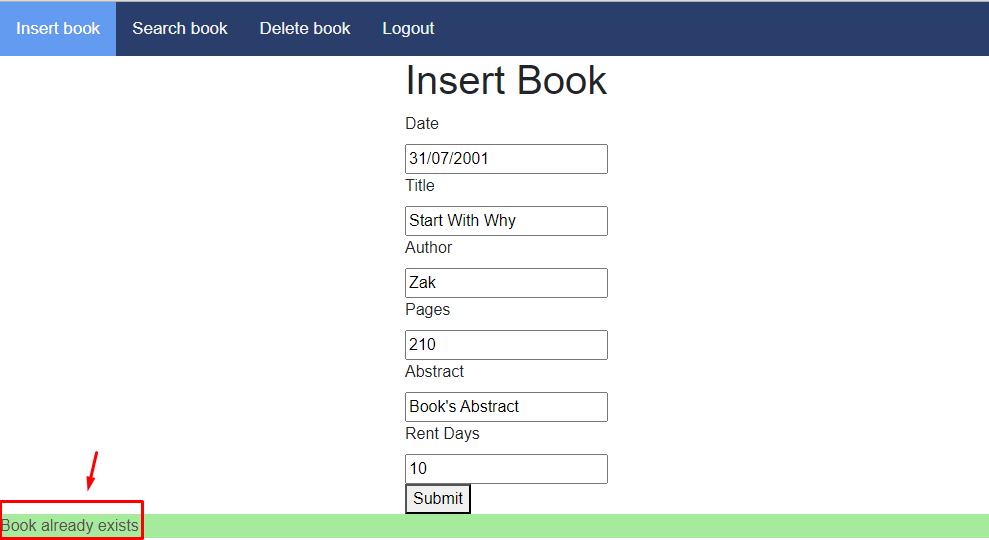 Insert book Search book Delete book Logout
Insert Book
Date
31/07/2001
Title
Start With Why
Author
Zak
Pages
210
Abstract
Book's Abstract
Rent Days
10
Submit
Book already exists